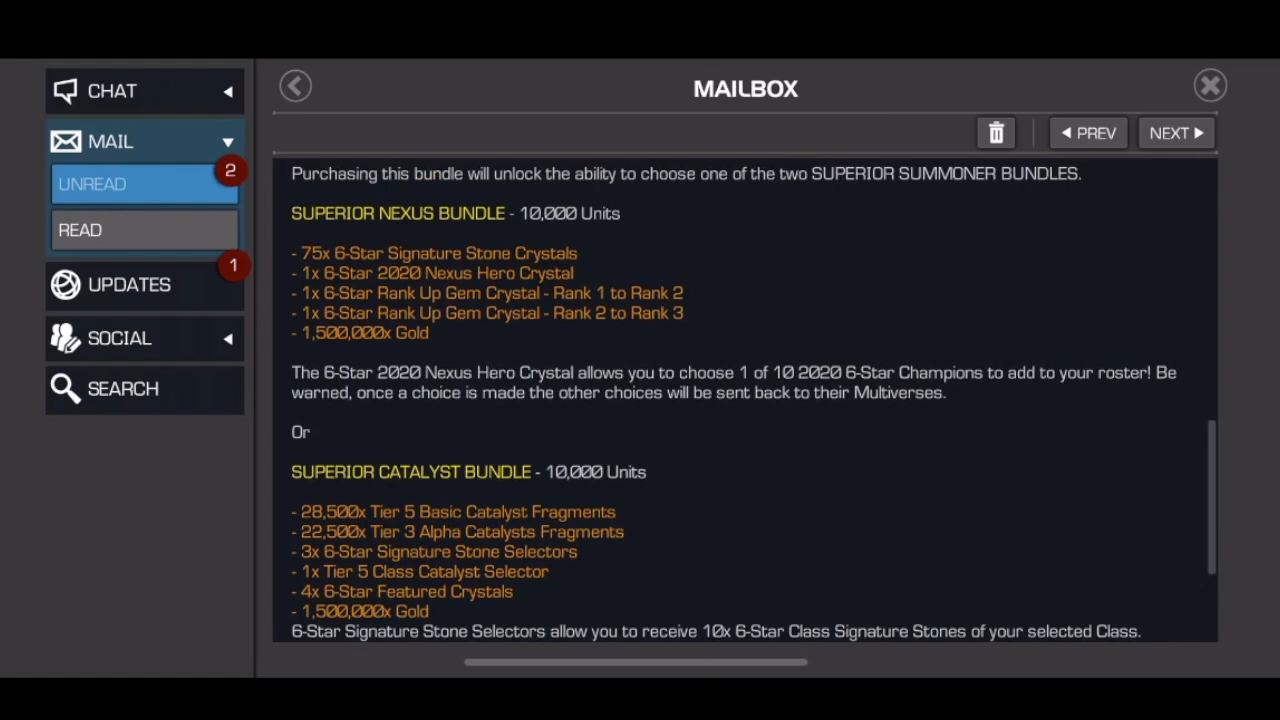 CHAT
MAILBOX
MAIL
PREV
NEXT
2
UNREAD
READ
1
UPDATES
SOCIAL
SEARCH
Purchasing this bundle will unlock the ability to choose one of the two SUPERIOR SUMMONER BUNDLES.
SUPERIOR NEXUS BUNDLE - 10,000 Units
- 75x 6-Star Signature Stone Crystals
- 1x 6-Star 2020 Nexus Hero Crystal
- 1x 6-Star Rank Up Gem Crystal - Rank 1 to Rank 2
- 1x 6-Star Rank Up Gem Crystal - Rank 2 to Rank 3
- 1,500,000x Gold
The 6-Star 2020 Nexus Hero Crystal allows you to choose 1 of 10 2020 6-Star Champions to add to your roster! Be
warned, once a choice is made the other choices will be sent back to their Multiverses.
Or
SUPERIOR CATALYST BUNDLE - 10,000 Units
- 28,500x Tier 5 Basic Catalyst Fragments
- 22,500x Tier 3 Alpha Catalysts Fragments
- 3x 6-Star Signature Stone Selectors
- 1x Tier 5 Class Catalyst Selector
- 4x 6-Star Featured Crystals
- 1,500,000x Gold
6-Star Signature Stone Selectors allow you to receive 10x 6-Star Class Signature Stones of your selected Class.